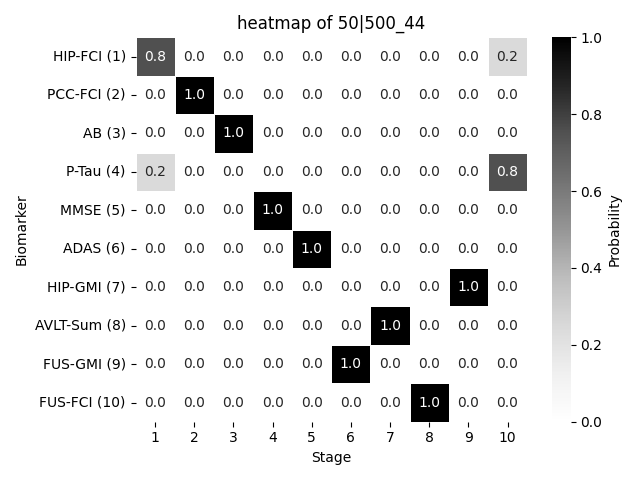 heatmap of 50|500_44
HIP-FCI (1) 0.8 0.0 0.0 0.0 0.0 0.0 0.0 0.0 0.0 0.2
PCC-FCI (2) 0.0 1.0 0.0 0.0 0.0 0.0 0.0 0.0 0.0 0.0
AB (3) 0.0 0.0 1.0 0.0 0.0 0.0 0.0 0.0 0.0 0.0
P-Tau (4) 0.2 0.0 0.0 0.0 0.0 0.0 0.0 0.0 0.0 0.8
MMSE (5) 0.0 0.0 0.0 1.0 0.0 0.0 0.0 0.0 0.0 0.0
ADAS (6) 0.0 0.0 0.0 0.0 1.0 0.0 0.0 0.0 0.0 0.0
HIP-GMI (7) 0.0 0.0 0.0 0.0 0.0 0.0 0.0 0.0 1.0 0.0
AVLT-Sum (8) 0.0 0.0 0.0 0.0 0.0 0.0 1.0 0.0 0.0 0.0
FUS-GMI (9) 0.0 0.0 0.0 0.0 0.0 1.0 0.0 0.0 0.0 0.0
FUS-FCI (10) 0.0 0.0 0.0 0.0 0.0 0.0 0.0 1.0 0.0 0.0
1 2 3 4 5 6 7 8 9 10
Stage
Biomarker
1.0
0.8
0.6
0.4
0.2
0.0
Probability